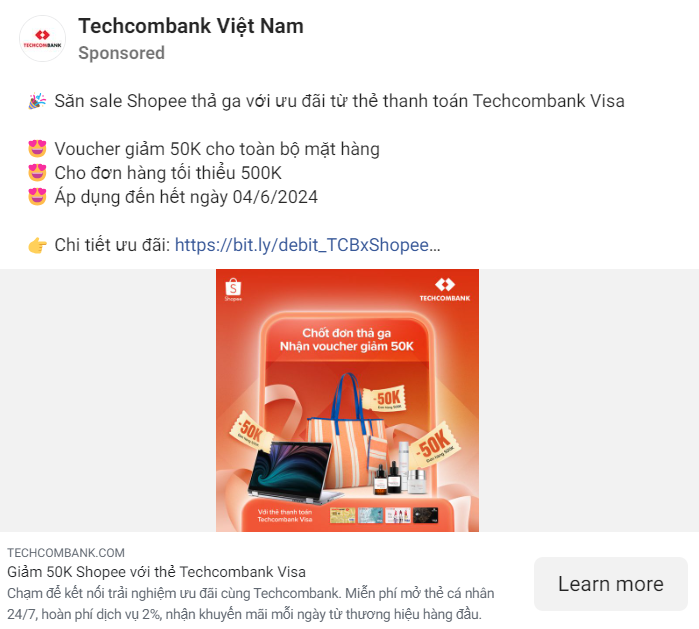 Techcombank Việt Nam
Sponsored
🎉 Săn sale Shopee thả ga với ưu đãi từ thẻ thanh toán Techcombank Visa
😍 Voucher giảm 50K cho toàn bộ mặt hàng
😍 Cho đơn hàng tối thiểu 500K
😍 Áp dụng đến hết ngày 04/6/2024
👉 Chi tiết ưu đãi: https://bit.ly/debit_TCBxShopee…
Shopee
TECHCOMBANK
Chốt đơn thả ga
Nhận voucher giảm 50K
-50K
-50K
-50K
Với thẻ thanh toán
Techcombank Visa
TECHCOMBANK.COM
Giảm 50K Shopee với thẻ Techcombank Visa
Chạm để kết nối trải nghiệm ưu đãi cùng Techcombank. Miễn phí mở thẻ cá nhân
24/7, hoàn phí dịch vụ 2%, nhận khuyến mãi mỗi ngày từ thương hiệu hàng đầu.
Learn more